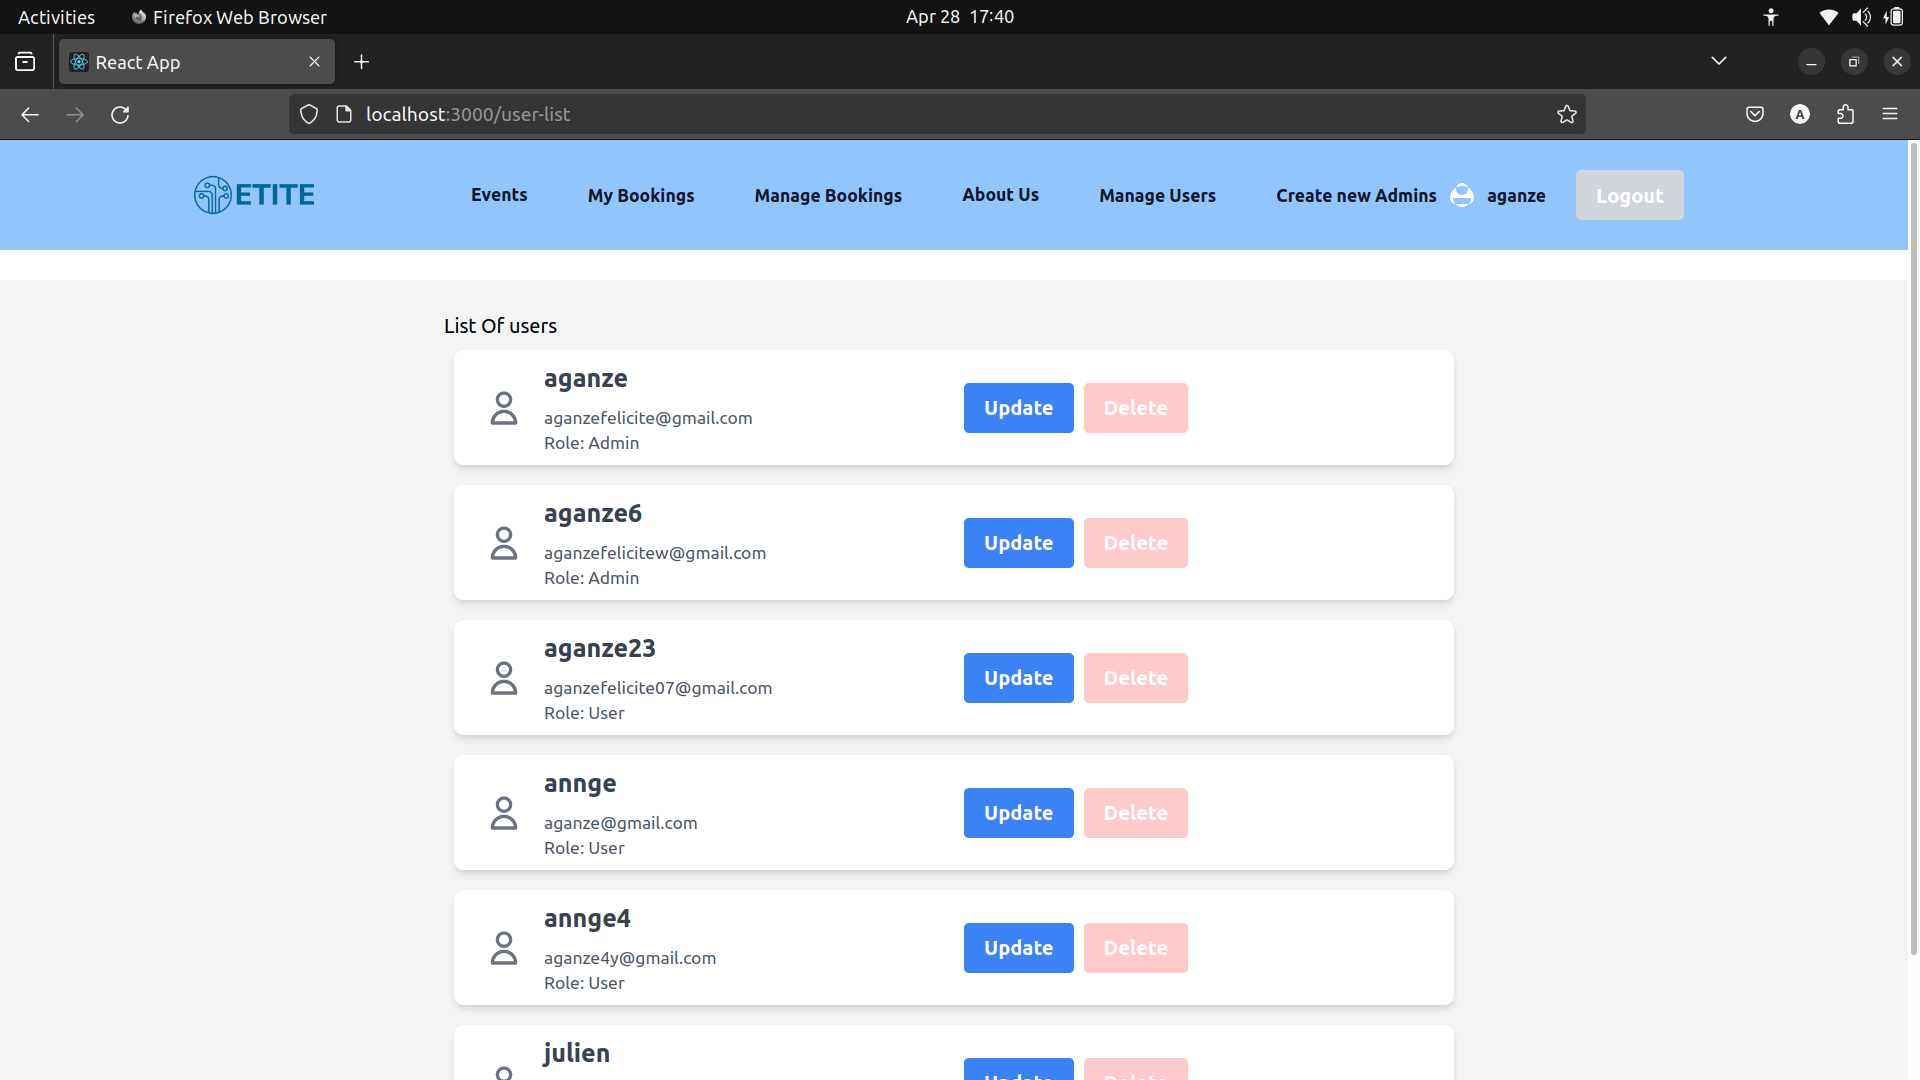 Activities Firefox Web Browser Apr 28 17:40
React App
localhost:3000/user-list A
ETITE Events My Bookings Manage Bookings About Us Manage Users Create new Admins aganze Logout
List Of users
aganze
aganzefelicite@gmail.com
Role: Admin
Update Delete
aganze6
aganzefelicitew@gmail.com
Role: Admin
Update Delete
aganze23
aganzefelicite07@gmail.com
Role: User
Update Delete
annge
aganze@gmail.com
Role: User
Update Delete
annge4
aganze4y@gmail.com
Role: User
Update Delete
julien
Update Delete